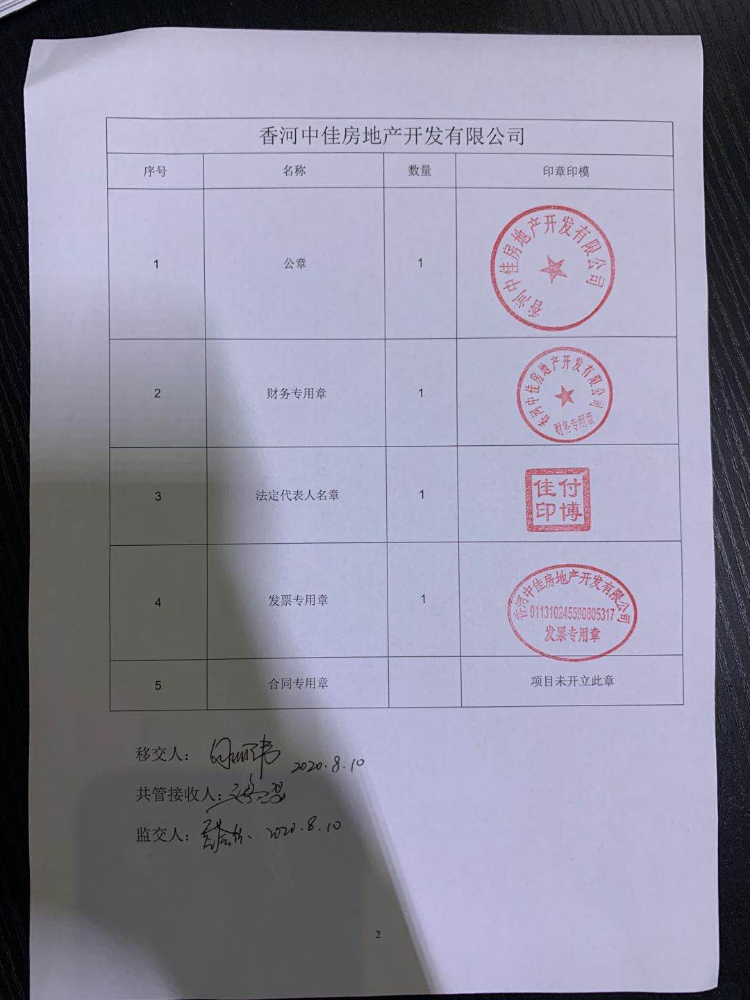 香河中佳房地产开发有限公司
序号 名称 数量 印章印模
1 公章 1
香河中佳房地产开发有限公司
2 财务专用章 1
香河中佳房地产开发有限公司
财务专用章
3 法定代表人名章 1
付博
佳印
4 发票专用章 1
香河中佳房地产开发有限公司
911310245590805317
发票专用章
5 合同专用章 项目未开立此章
移交人： 2020.8.10
共管接收人：
监交人： 2020.8.10
2